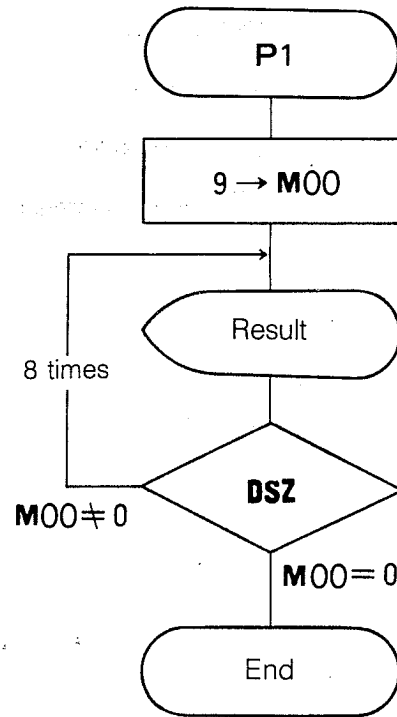 P1
9 → M00
Result
8 times
DSZ
M00≠0
M00=0
End